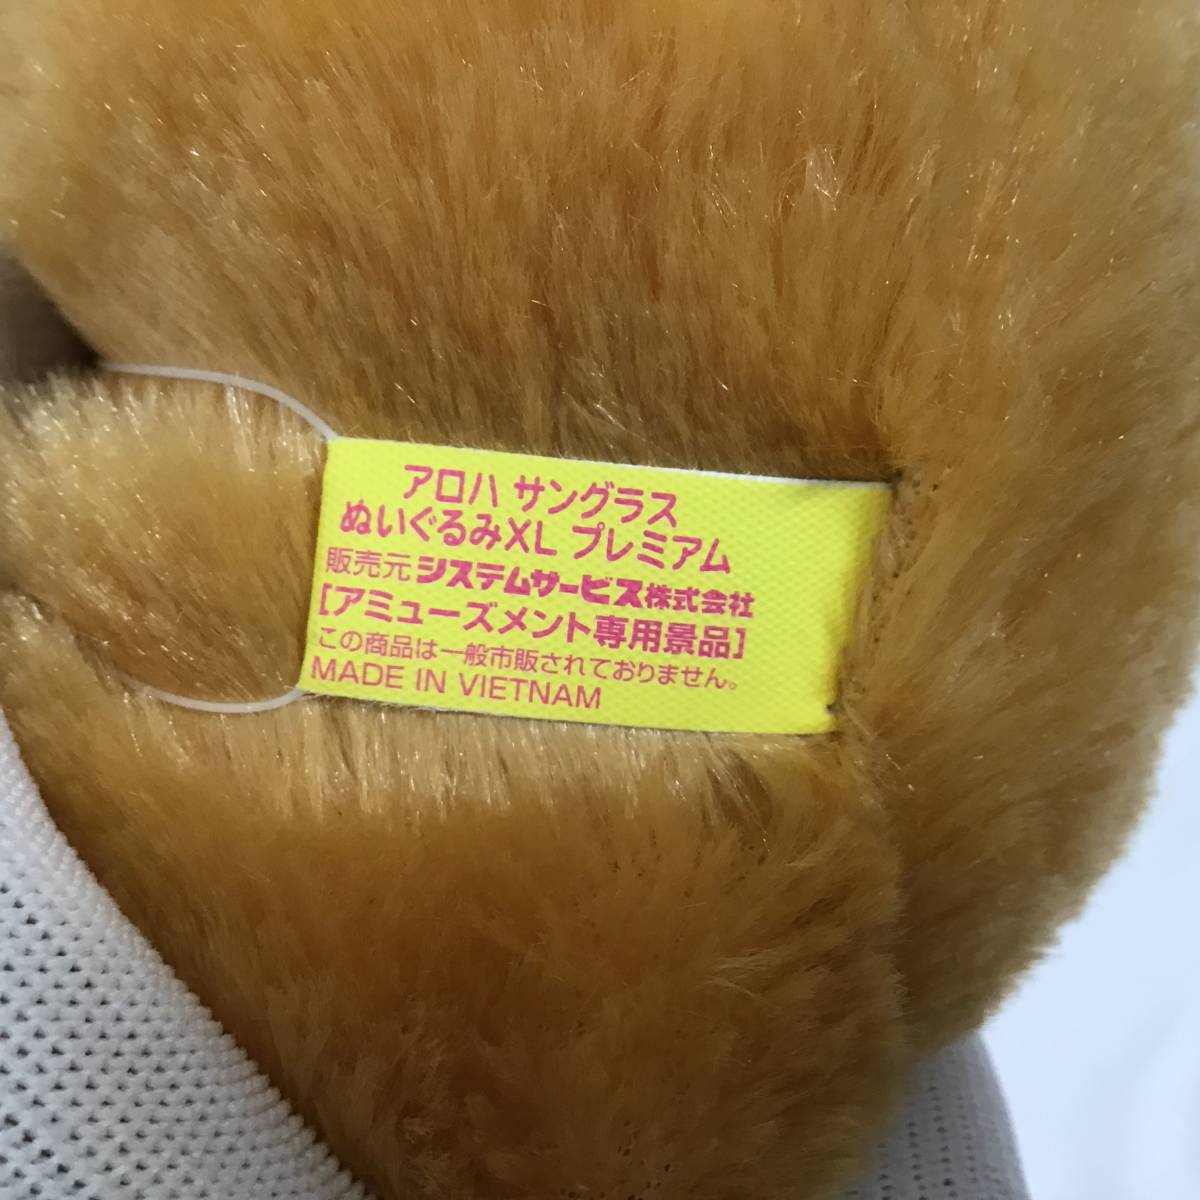 アロハ サングラス
ぬいぐるみXL プレミアム
販売元 システムサービス株式会社
[アミューズメント専用景品]
この商品は一般市販されておりません。
MADE IN VIETNAM